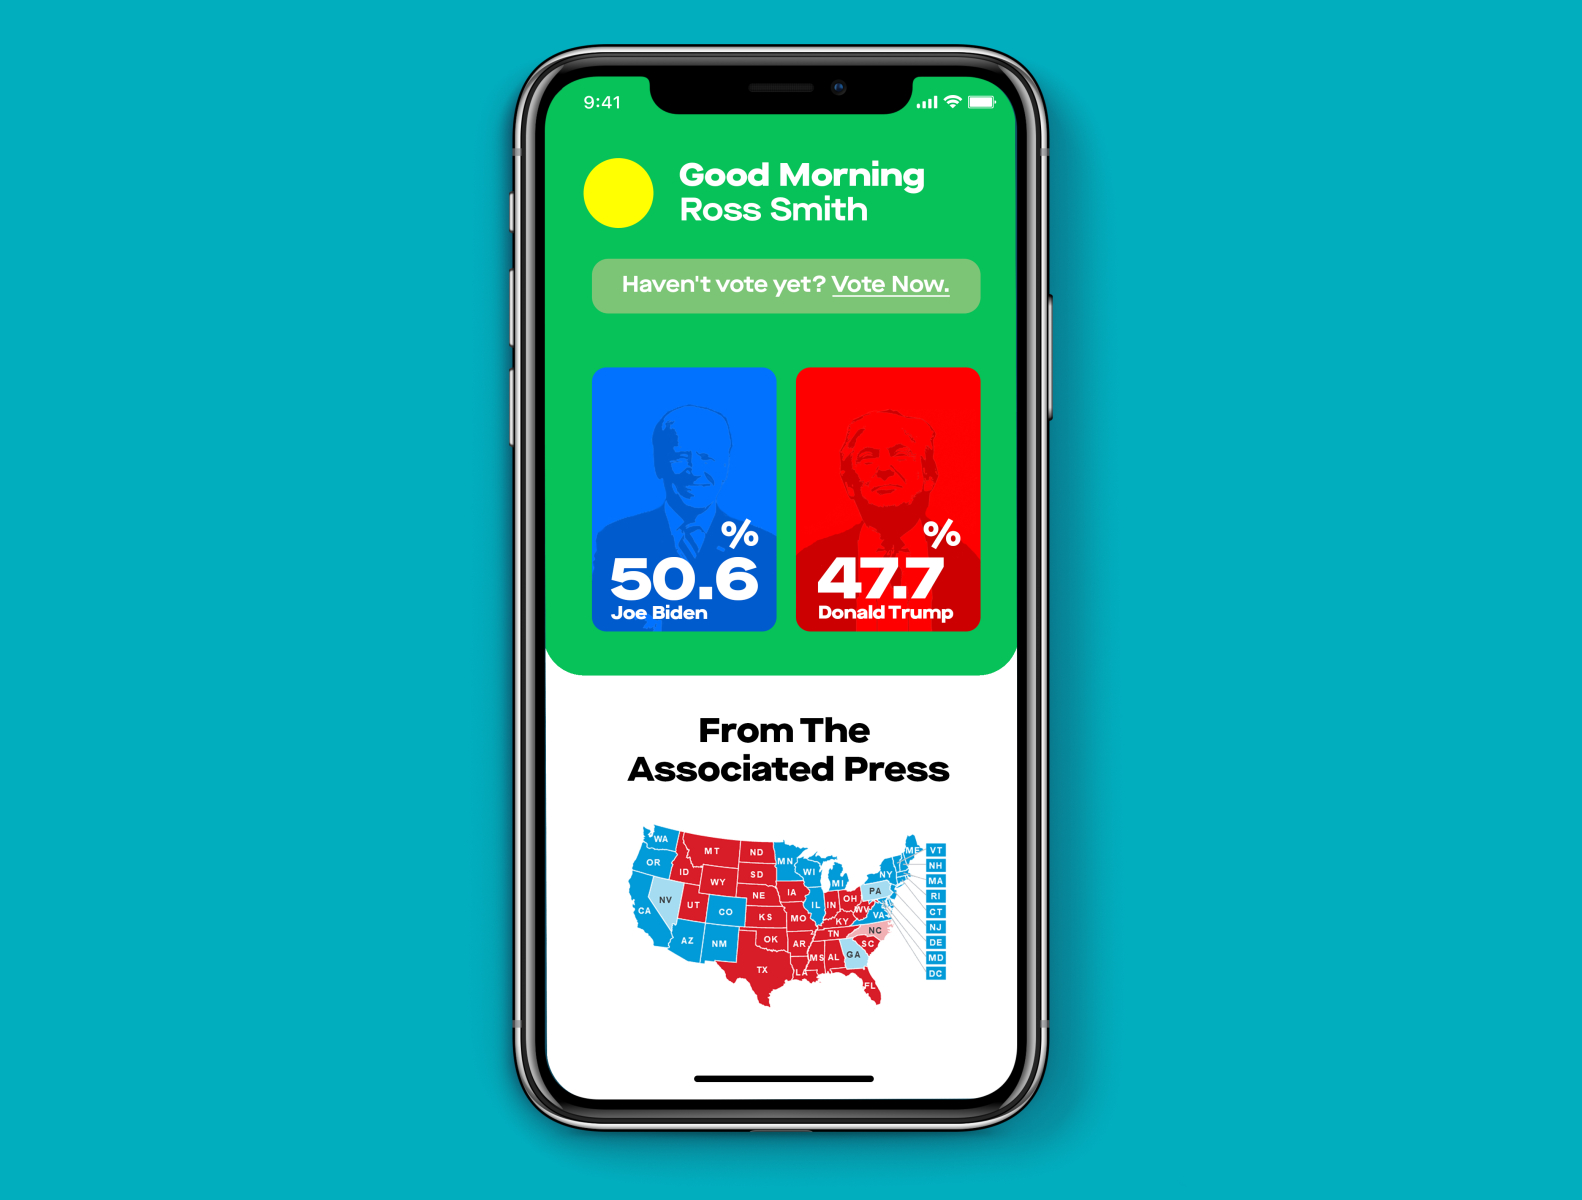 9:41
Good Morning
Ross Smith
Haven't vote yet? Vote Now.
%
50.6
Joe Biden
%
47.7
Donald Trump
From The
Associated Press
WA
OR
CA
NV
ID
MT
WY
UT
AZ
CO
NM
ND
SD
NE
KS
OK
TX
MN
IA
MO
AR
LA
WI
IL
MS
MI
IN
KY
TN
AL
OH
WV
GA
FL
PA
VA
NC
SC
NY
ME
VT
NH
MA
RI
CT
NJ
DE
MD
DC